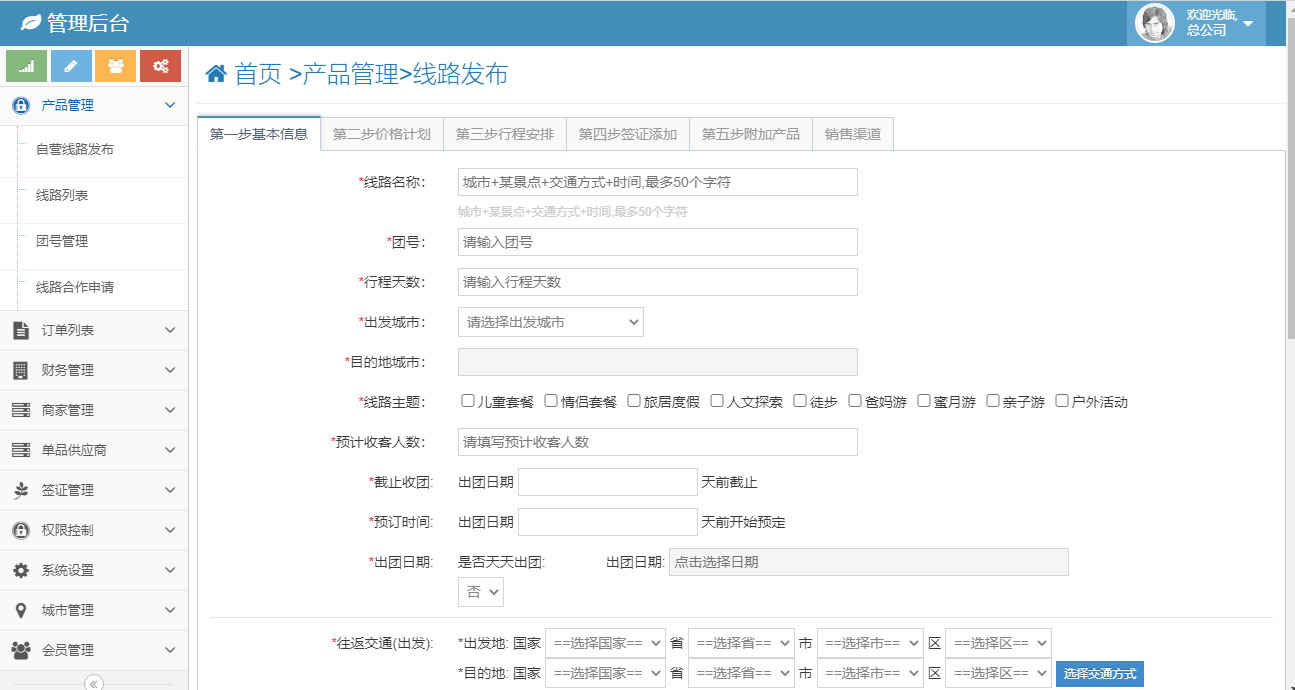 管理后台
欢迎光临,
总公司
首页 >产品管理>线路发布
产品管理
自营线路发布
线路列表
团号管理
线路合作申请
订单列表
财务管理
商家管理
单品供应商
签证管理
权限控制
系统设置
城市管理
会员管理
第一步基本信息 第二步价格计划 第三步行程安排 第四步签证添加 第五步附加产品 销售渠道
*线路名称： 城市+某景点+交通方式+时间,最多50个字符
城市+某景点+交通方式+时间,最多50个字符
*团号： 请输入团号
*行程天数： 请输入行程天数
*出发城市： 请选择出发城市
*目的地城市：
*线路主题： 儿童套餐 情侣套餐 旅居度假 人文探索 徒步 爸妈游 蜜月游 亲子游 户外活动
*预计收客人数： 请填写预计收客人数
*截止收团: 出团日期 天前截止
*预订时间: 出团日期 天前开始预定
*出团日期: 是否天天出团: 出团日期: 点击选择日期
否
*往返交通(出发): *出发地: 国家 ==选择国家== 省 ==选择省== 市 ==选择市== 区 ==选择区==
*目的地: 国家 ==选择国家== 省 ==选择省== 市 ==选择市== 区 ==选择区== 选择交通方式